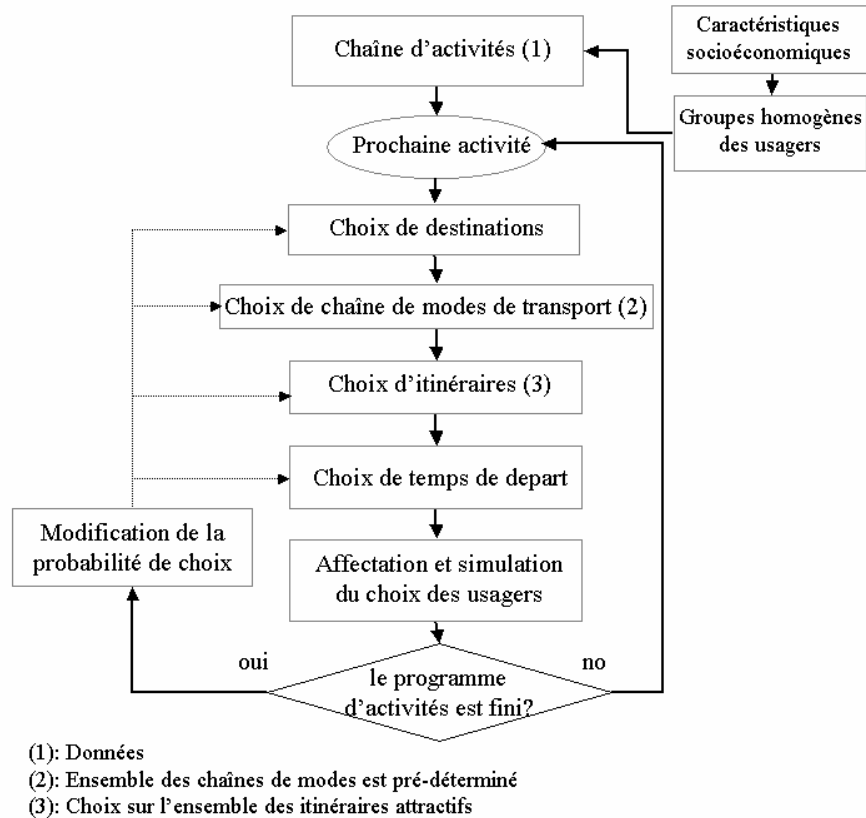 Chaîne d’activités (1)
Caractéristiques
socioéconomiques
Groupes homogènes
des usagers
Prochaine activité
Choix de destinations
Choix de chaîne de modes de transport (2)
Choix d’itinéraires (3)
Choix de temps de depart
Modification de la
probabilité de choix
Affectation et simulation
du choix des usagers
oui
no
le programme
d’activités est fini?
(1): Données
(2): Ensemble des chaînes de modes est pré-déterminé
(3): Choix sur l’ensemble des itinéraires attractifs